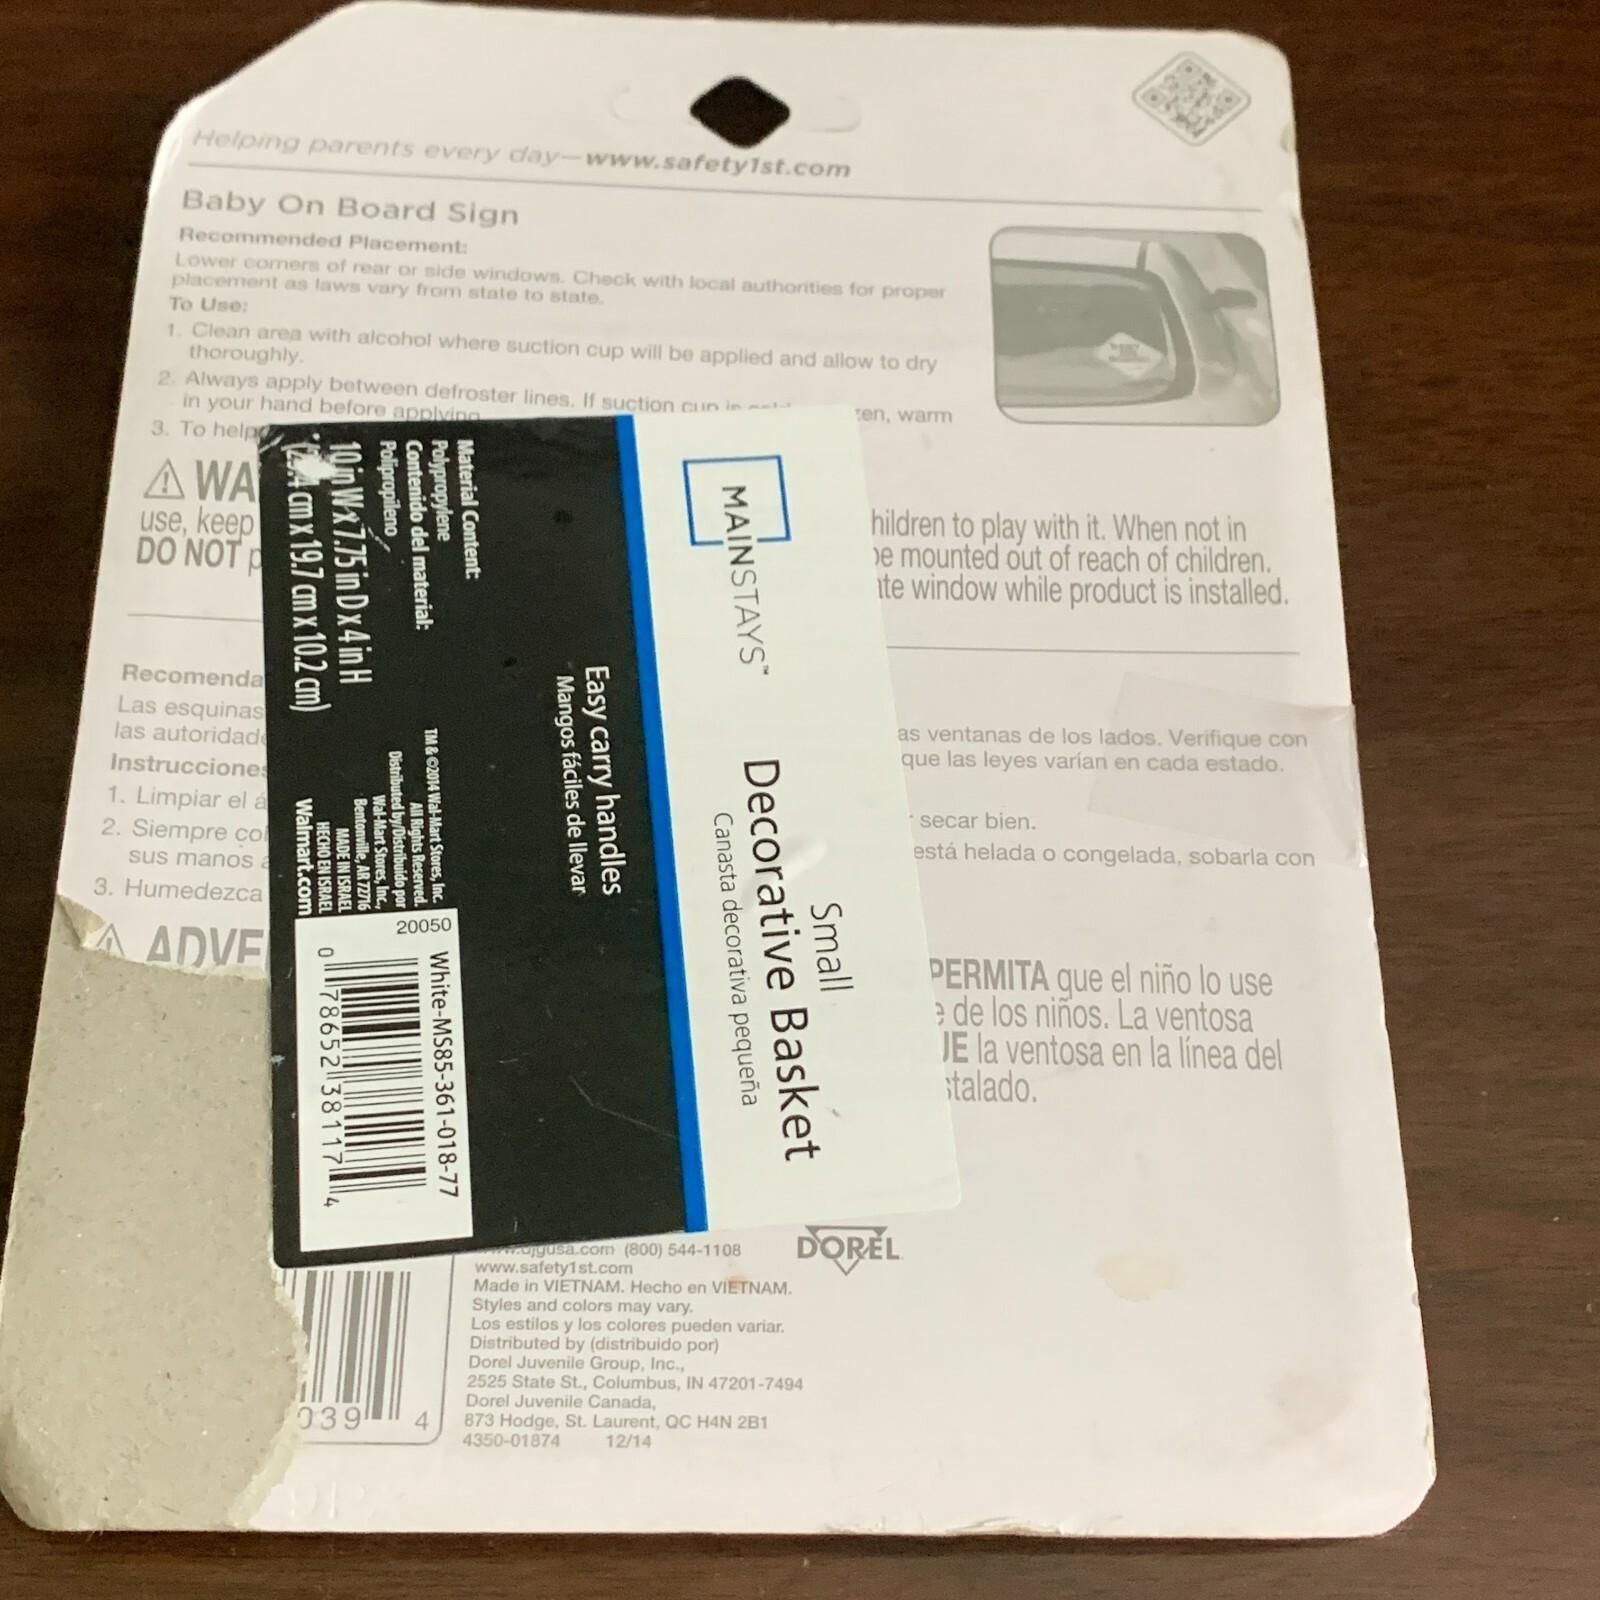 Helping parents every day—www.safety1st.com
Baby On Board Sign
Recommended Placement:
Lower corners of rear or side windows. Check with local authorities for proper
placement as laws vary from state to state.
To Use:
1. Clean area with alcohol where suction cup will be applied and allow to dry
thoroughly.
2. Always apply between defroster lines. If suction cup is
warm
in your hand before applying
3. To help
WA
hildren to play with it. When not in
use, keep
be mounted out of reach of children.
DO NOT
window while product is installed.
Recomenda
Las esquinas
as ventanas de los lados. Verifique con
las autoridade
que las leyes varían en cada estado.
Instrucciones
1. Limpiar el á
secar bien.
2. Siempre col
está helada o congelada, sobarla con
sus manos a
3. Humedezca
ADVE
PERMITA que el niño lo use
de los niños. La ventosa
UE la ventosa en la línea del
stalado.
MAINSTAYS™
Small
Decorative Basket
Canasta decorativa pequeña
Easy carry handles
Mangos fáciles de llevar
Material Content:
Polypropylene
Contenido del material:
Polipropileno
10 in W x 7.75 in D x 4 in H
cm x 19.7 cm x 10.2 cm)
TM & ©2014 Wal-Mart Stores, Inc.
All Rights Reserved.
Distributed by/Distribuido por
Wal-Mart Stores, Inc.,
Bentonville, AR 72716
MADE IN ISRAEL
HECHO EN ISRAEL
Walmart.com
20050
White-MS85-361-018-77
0 78652 38117 4
(800) 544-1108
DOREL
www.safety1st.com
Made in VIETNAM. Hecho en VIETNAM.
Styles and colors may vary.
Los estilos y los colores pueden variar.
Distributed by (distribuido por)
Dorel Juvenile Group, Inc.,
2525 State St., Columbus, IN 47201-7494
Dorel Juvenile Canada,
873 Hodge, St. Laurent, QC H4N 2B1
4350-01874 12/14
039 4